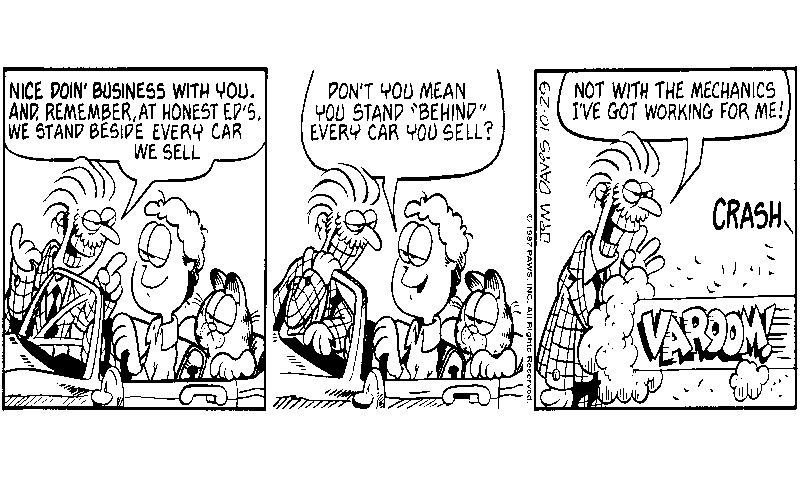 NICE DOIN' BUSINESS WITH YOU.
AND, REMEMBER, AT HONEST ED'S,
WE STAND BESIDE EVERY CAR
WE SELL
DON'T YOU MEAN
YOU STAND "BEHIND"
EVERY CAR YOU SELL?
© 1987 PAWS, INC. All Rights Reserved.
JIM DAVIS 10·29
NOT WITH THE MECHANICS
I'VE GOT WORKING FOR ME!
CRASH
VAROOM!